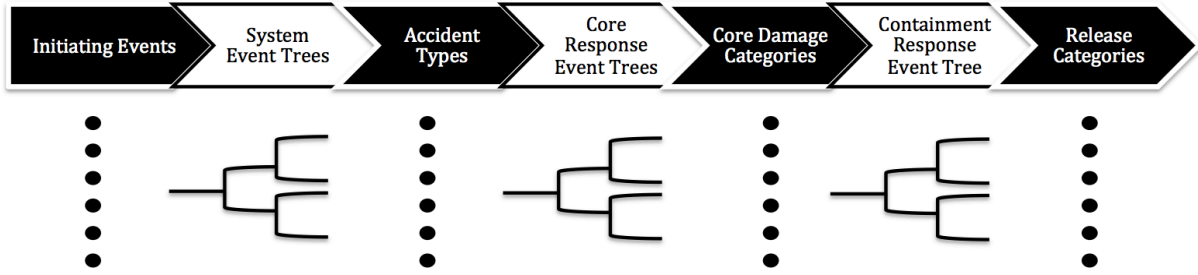 Initiating Events
System
Event Trees
Accident
Types
Core
Response
Event Trees
Core Damage
Categories
Containment
Response
Event Tree
Release
Categories